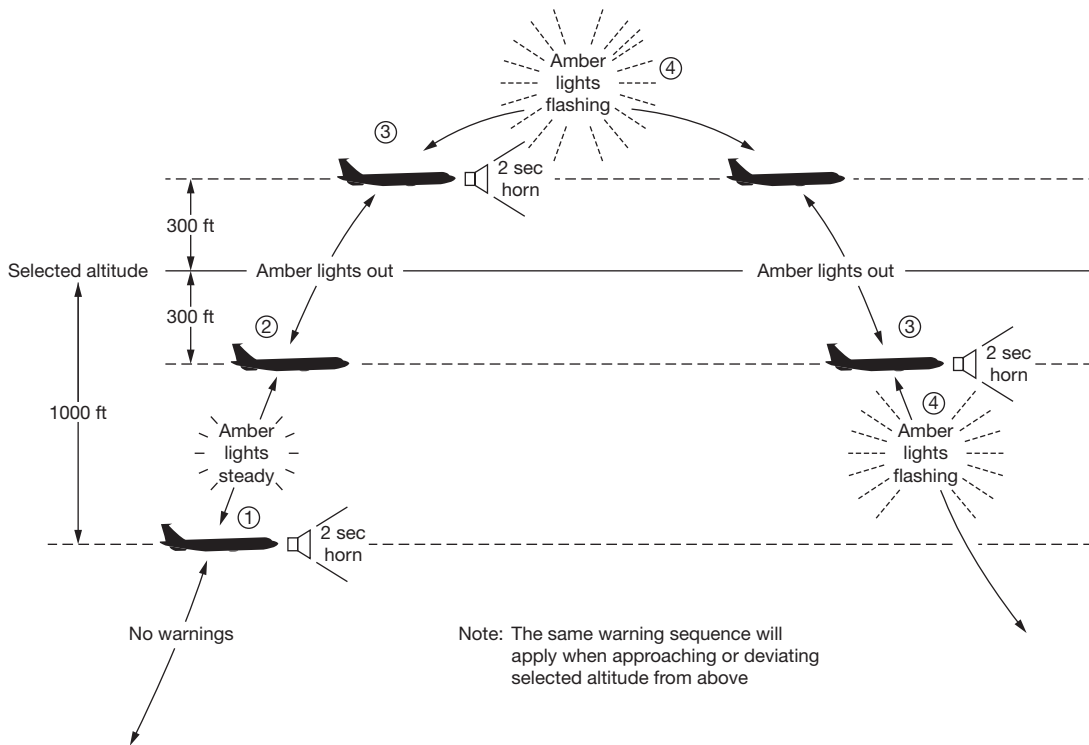 Amber
lights
flashing
④
③
2 sec
horn
300 ft
Selected altitude
Amber lights out
Amber lights out
300 ft
②
③
2 sec
horn
1000 ft
Amber
lights
steady
④
Amber
lights
flashing
①
2 sec
horn
No warnings
Note: The same warning sequence will
apply when approaching or deviating
selected altitude from above